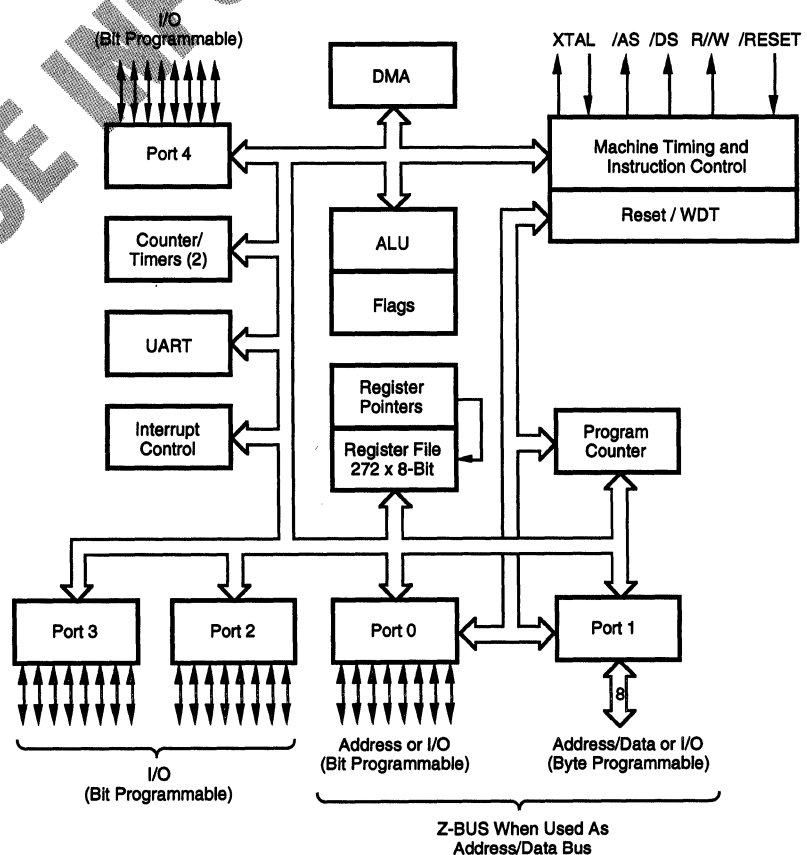 I/O
(Bit Programmable)
XTAL /AS /DS R//W /RESET
DMA
Port 4
Machine Timing and
Instruction Control
Reset / WDT
Counter/
Timers (2)
ALU
Flags
UART
Register
Pointers
Interrupt
Control
Register File
272 x 8-Bit
Program
Counter
Port 3
Port 2
Port 0
Port 1
8
I/O
(Bit Programmable)
Address or I/O
(Bit Programmable)
Address/Data or I/O
(Byte Programmable)
Z-BUS When Used As
Address/Data Bus